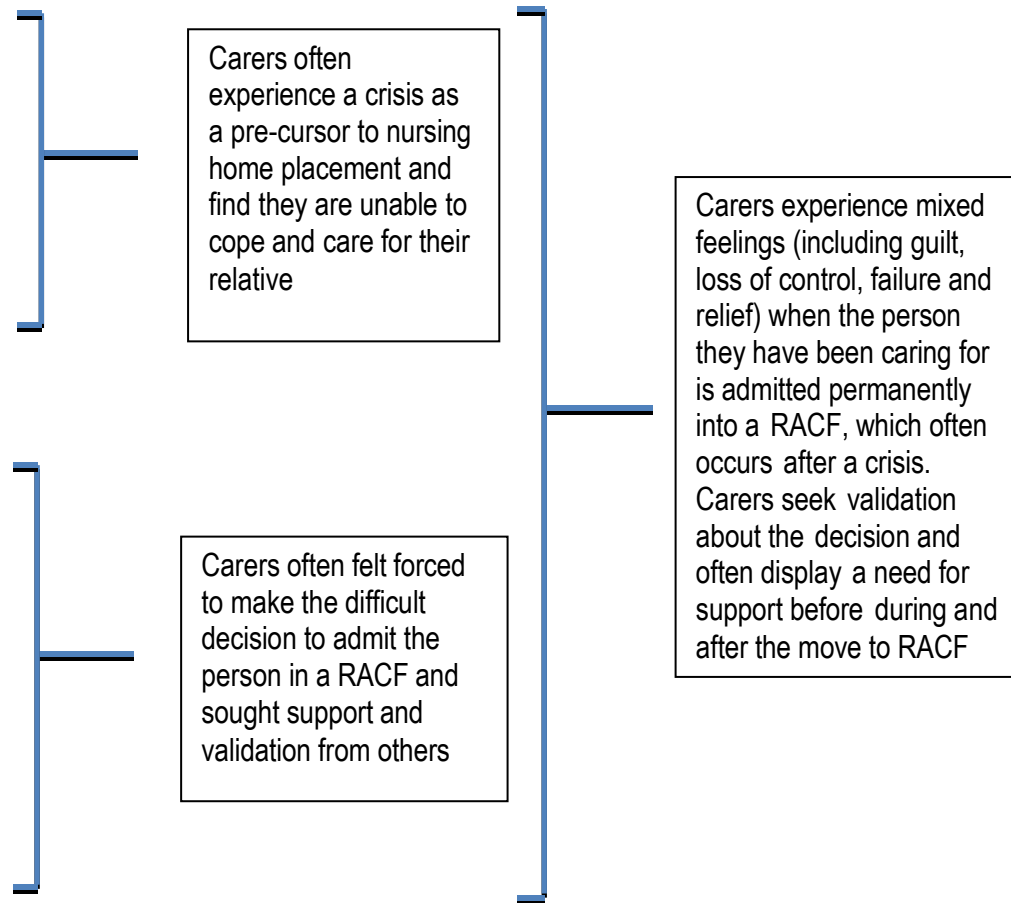 Carers often
experience a crisis as
a pre-cursor to nursing
home placement and
find they are unable to
cope and care for their
relative
Carers often felt forced
to make the difficult
decision to admit the
person in a RACF and
sought support and
validation from others
Carers experience mixed
feelings (including guilt,
loss of control, failure and
relief) when the person
they have been caring for
is admitted permanently
into a RACF, which often
occurs after a crisis.
Carers seek validation
about the decision and
often display a need for
support before during and
after the move to RACF